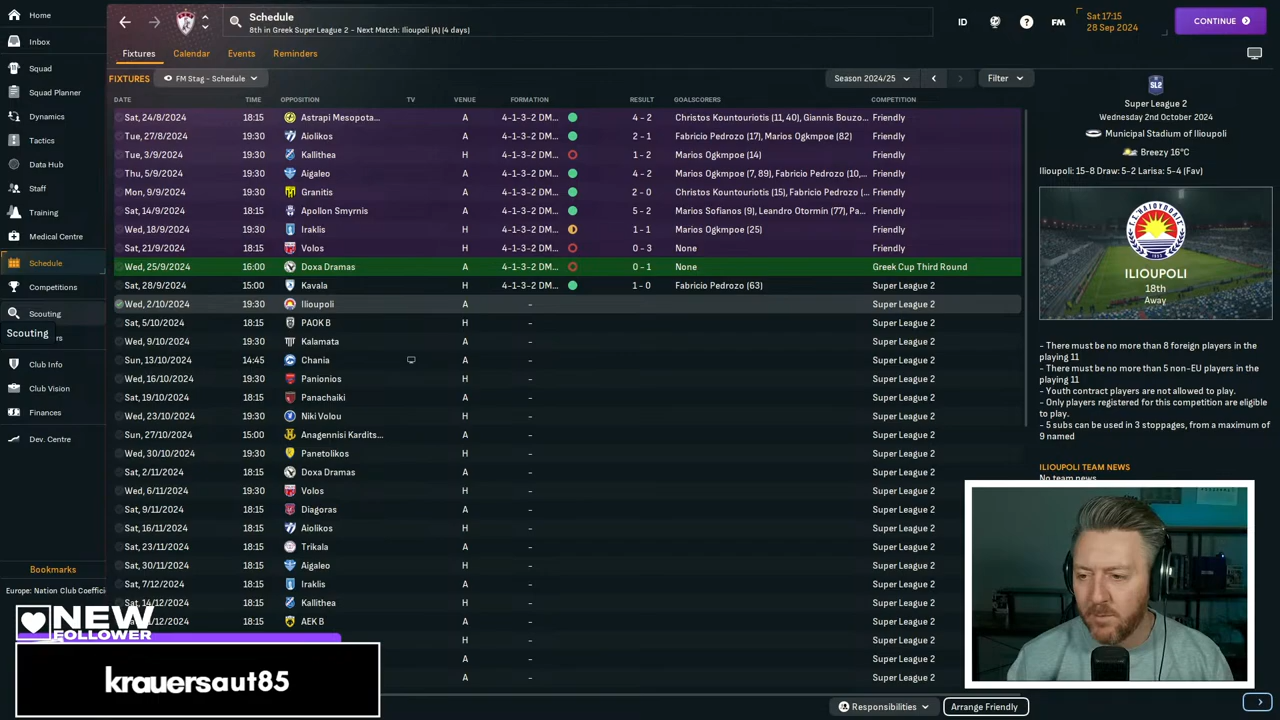 Home
Inbox
Squad
Squad Planner
Dynamics
Tactics
Data Hub
Staff
Training
Medical Centre
Schedule
Competitions
Scouting
Scouting
Club Info
Club Vision
Finances
Dev. Centre
Bookmarks
Europe: Nation Club Coeffici
Schedule
8th in Greek Super League 2 - Next Match: Ilioupoli (A) (4 days)
ID
FM
Sat 17:15
28 Sep 2024
CONTINUE
Fixtures Calendar Events Reminders
FIXTURES FM Stag - Schedule Season 2024/25 Filter
DATE TIME OPPOSITION TV VENUE FORMATION RESULT GOALSCORERS COMPETITION
Sat, 24/8/2024 18:15 Astrapi Mesopota... A 4-1-3-2 DM... 4 - 2 Christos Kountouriotis (11, 40), Giannis Bouzo... Friendly
Tue, 27/8/2024 19:30 Aiolikos A 4-1-3-2 DM... 2 - 1 Fabricio Pedrozo (17), Marios Ogkmpoe (82) Friendly
Tue, 3/9/2024 19:30 Kallithea H 4-1-3-2 DM... 1 - 2 Marios Ogkmpoe (14) Friendly
Thu, 5/9/2024 19:30 Aigaleo A 4-1-3-2 DM... 4 - 2 Marios Ogkmpoe (7, 89), Fabricio Pedrozo (10,... Friendly
Mon, 9/9/2024 19:30 Granitis A 4-1-3-2 DM... 2 - 0 Christos Kountouriotis (15), Fabricio Pedrozo (... Friendly
Sat, 14/9/2024 18:15 Apollon Smyrnis A 4-1-3-2 DM... 5 - 2 Marios Sofianos (9), Leandro Otormin (77), Pa... Friendly
Wed, 18/9/2024 19:30 Iraklis H 4-1-3-2 DM... 1 - 1 Marios Ogkmpoe (25) Friendly
Sat, 21/9/2024 18:15 Volos H 4-1-3-2 DM... 0 - 3 None Friendly
Wed, 25/9/2024 16:00 Doxa Dramas A 4-1-3-2 DM... 0 - 1 None Greek Cup Third Round
Sat, 28/9/2024 15:00 Kavala H 4-1-3-2 DM... 1 - 0 Fabricio Pedrozo (63) Super League 2
Wed, 2/10/2024 19:30 Ilioupoli A - Super League 2
Sat, 5/10/2024 18:15 PAOK B H - Super League 2
Wed, 9/10/2024 19:30 Kalamata A - Super League 2
Sun, 13/10/2024 14:45 Chania A - Super League 2
Wed, 16/10/2024 19:30 Panionios H - Super League 2
Sat, 19/10/2024 18:15 Panachaiki A - Super League 2
Wed, 23/10/2024 19:30 Niki Volou H - Super League 2
Sun, 27/10/2024 15:00 Anagennisi Kardits... A - Super League 2
Wed, 30/10/2024 19:30 Panetolikos H - Super League 2
Sat, 2/11/2024 18:15 Doxa Dramas A - Super League 2
Wed, 6/11/2024 19:30 Volos H - Super League 2
Sat, 9/11/2024 18:15 Diagoras A - Super League 2
Sat, 16/11/2024 18:15 Aiolikos H - Super League 2
Sat, 23/11/2024 18:15 Trikala A - Super League 2
Sat, 30/11/2024 18:15 Aigaleo H - Super League 2
Sat, 7/12/2024 18:15 Iraklis A - Super League 2
Sat, 14/12/2024 18:15 Kallithea H - Super League 2
18:15 AEK B A - Super League 2
H - Super League 2
A - Super League 2
A - Super League 2
Responsibilities Arrange Friendly
SL2
Super League 2
Wednesday 2nd October 2024
Municipal Stadium of Ilioupoli
Breezy 16°C
Ilioupoli: 15-8 Draw: 5-2 Larisa: 5-4 (Fav)
ILIOUPOLI
18th
Away
- There must be no more than 8 foreign players in the
playing 11
- There must be no more than 5 non-EU players in the
playing 11
- Youth contract players are not allowed to play.
- Only players registered for this competition are eligible
to play.
- 5 subs can be used in 3 stoppages, from a maximum of
9 named
ILIOUPOLI TEAM NEWS
No team news
NEW
FOLLOWER
krauersaut85